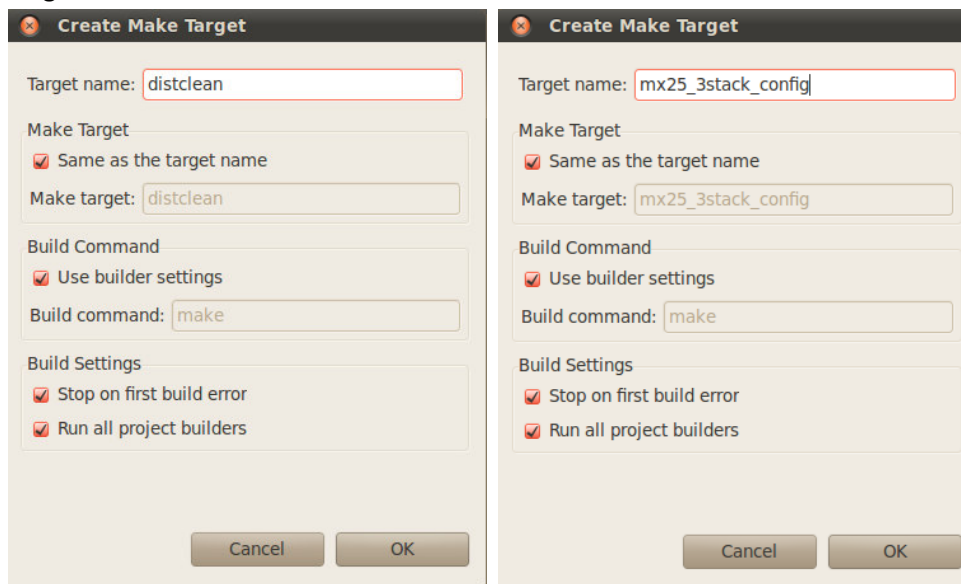 Create Make Target
Target name: distclean
Make Target
Same as the target name
Make target: distclean
Build Command
Use builder settings
Build command: make
Build Settings
Stop on first build error
Run all project builders
Cancel OK
Create Make Target
Target name: mx25_3stack_config
Make Target
Same as the target name
Make target: mx25_3stack_config
Build Command
Use builder settings
Build command: make
Build Settings
Stop on first build error
Run all project builders
Cancel OK